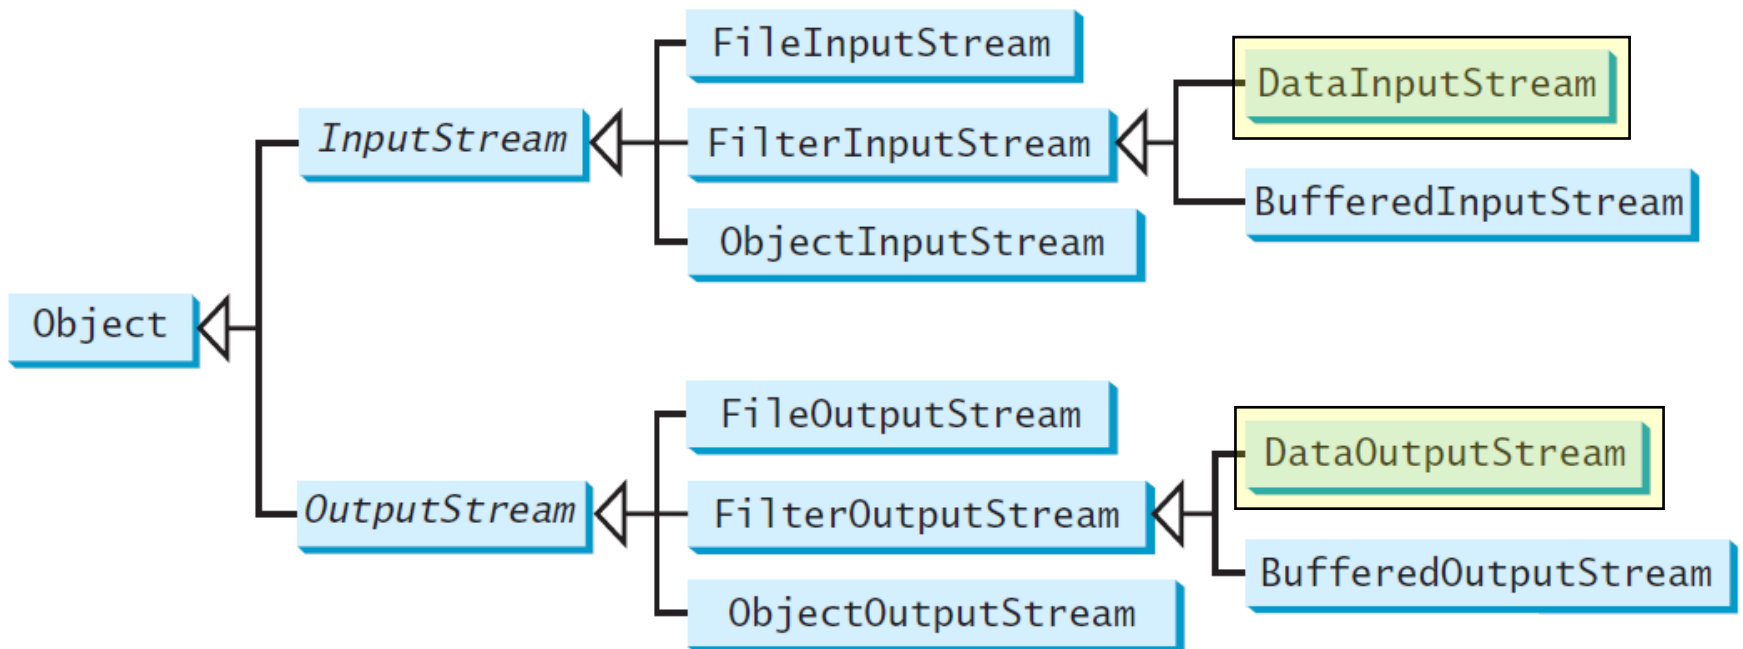 FileInputStream
DataInputStream
InputStream
FilterInputStream
BufferedInputStream
ObjectInputStream
Object
FileOutputStream
DataOutputStream
OutputStream
FilterOutputStream
BufferedOutputStream
ObjectOutputStream